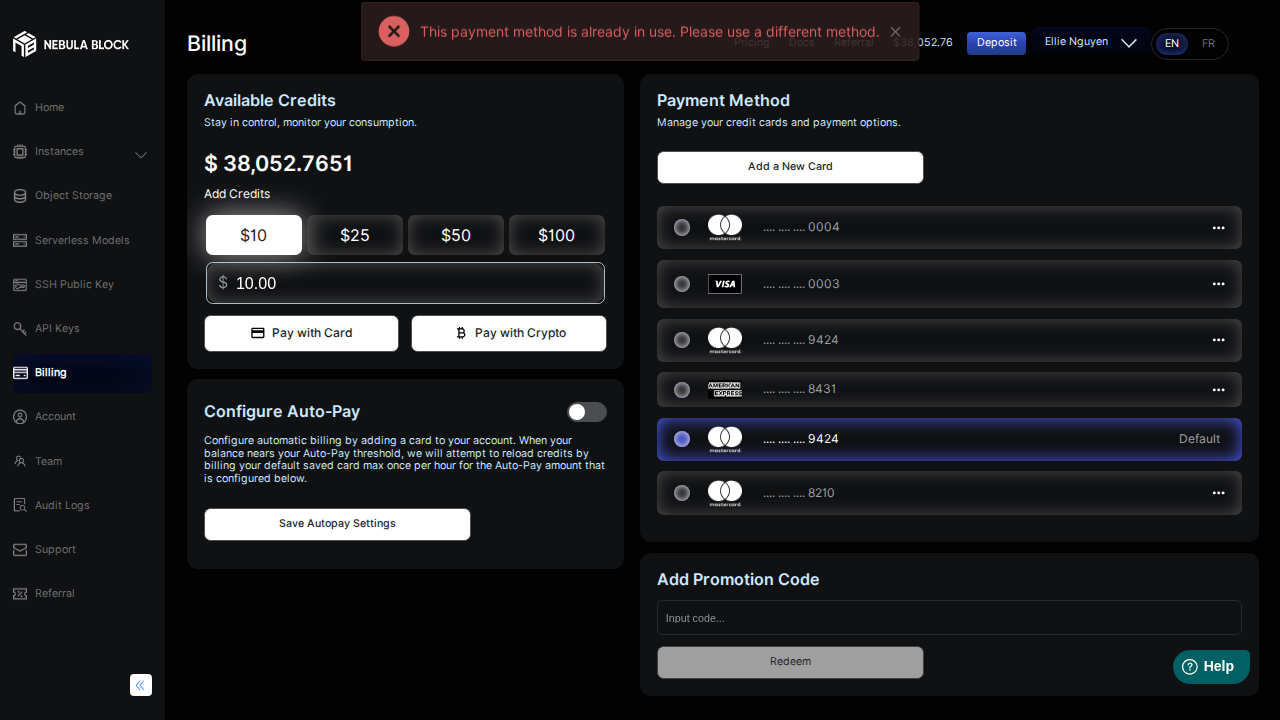 This payment method is already in use. Please use a different method.
NEBULA BLOCK
Billing
Pricing
Docs
Referral
$38,052.76
Deposit
Ellie Nguyen
EN
FR
Home
Instances
Object Storage
Serverless Models
SSH Public Key
API Keys
Billing
Account
Team
Audit Logs
Support
Referral
Available Credits
Stay in control, monitor your consumption.
$ 38,052.7651
Add Credits
$10
$25
$50
$100
$ 10.00
Pay with Card
Pay with Crypto
Configure Auto-Pay
Configure automatic billing by adding a card to your account. When your
balance nears your Auto-Pay threshold, we will attempt to reload credits by
billing your default saved card max once per hour for the Auto-Pay amount that
is configured below.
Save Autopay Settings
Payment Method
Manage your credit cards and payment options.
Add a New Card
mastercard
.... .... .... 0004
VISA
.... .... .... 0003
mastercard
.... .... .... 9424
AMERICAN
EXPRESS
.... .... .... 8431
mastercard
.... .... .... 9424
Default
mastercard
.... .... .... 8210
Add Promotion Code
Input code...
Redeem
Help